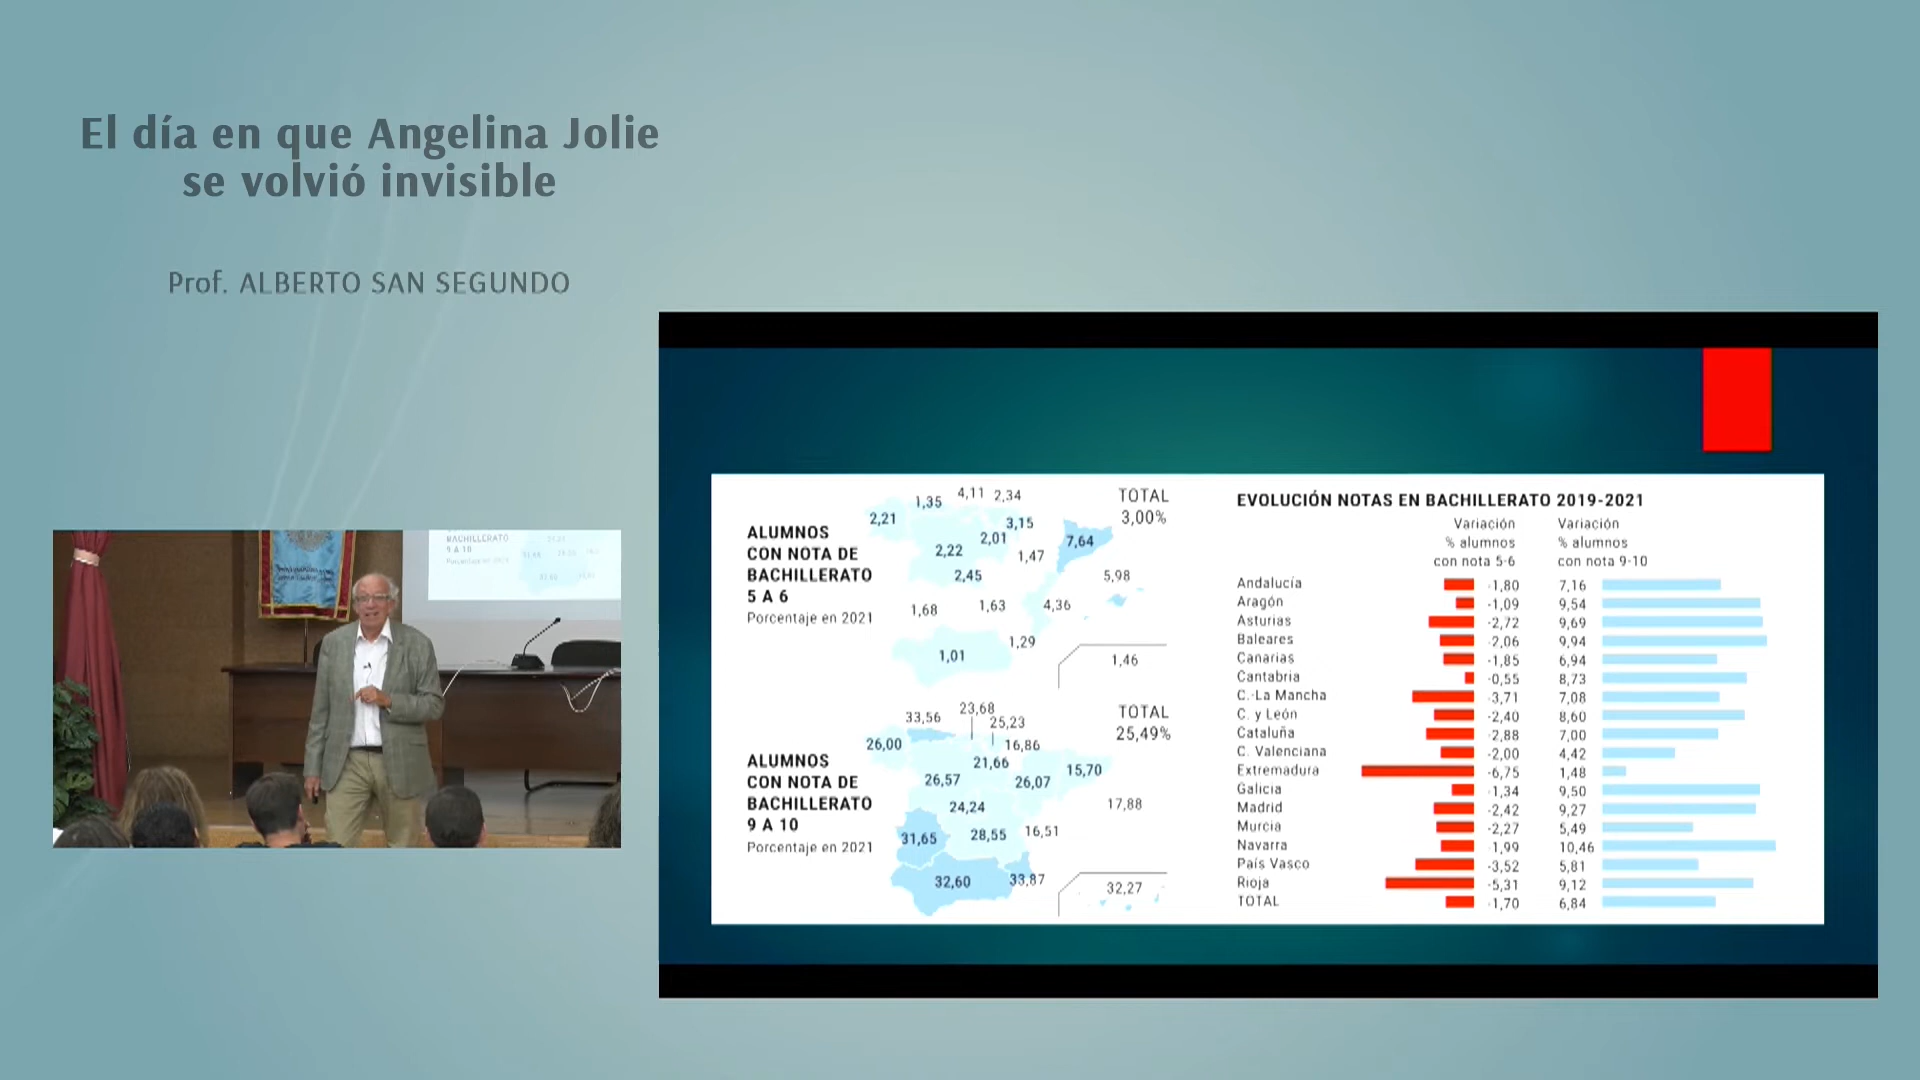 El día en que Angelina Jolie
se volvió invisible
Prof. ALBERTO SAN SEGUNDO
BACHILLERATO
9 A 10
ALUMNOS
CON NOTA DE
BACHILLERATO
5 A 6
Porcentaje en 2021
1,35
4,11
2,34
2,21
3,15
2,01
2,22
1,47
7,64
2,45
5,98
1,68
1,63
4,36
1,29
1,01
1,46
TOTAL
3,00%
ALUMNOS
CON NOTA DE
BACHILLERATO
9 A 10
Porcentaje en 2021
23,68
33,56
25,23
26,00
16,86
21,66
26,57
26,07
15,70
24,24
17,88
31,65
28,55
16,51
32,60
33,87
32,27
TOTAL
25,49%
EVOLUCIÓN NOTAS EN BACHILLERATO 2019-2021
Variación
% alumnos
con nota 5-6
Variación
% alumnos
con nota 9-10
Andalucía -1,80 7,16
Aragón -1,09 9,54
Asturias -2,72 9,69
Baleares -2,06 9,94
Canarias -1,85 6,94
Cantabria -0,55 8,73
C.-La Mancha -3,71 7,08
C. y León -2,40 8,60
Cataluña -2,88 7,00
C. Valenciana -2,00 4,42
Extremadura -6,75 1,48
Galicia -1,34 9,50
Madrid -2,42 9,27
Murcia -2,27 5,49
Navarra -1,99 10,46
País Vasco -3,52 5,81
Rioja -5,31 9,12
TOTAL -1,70 6,84